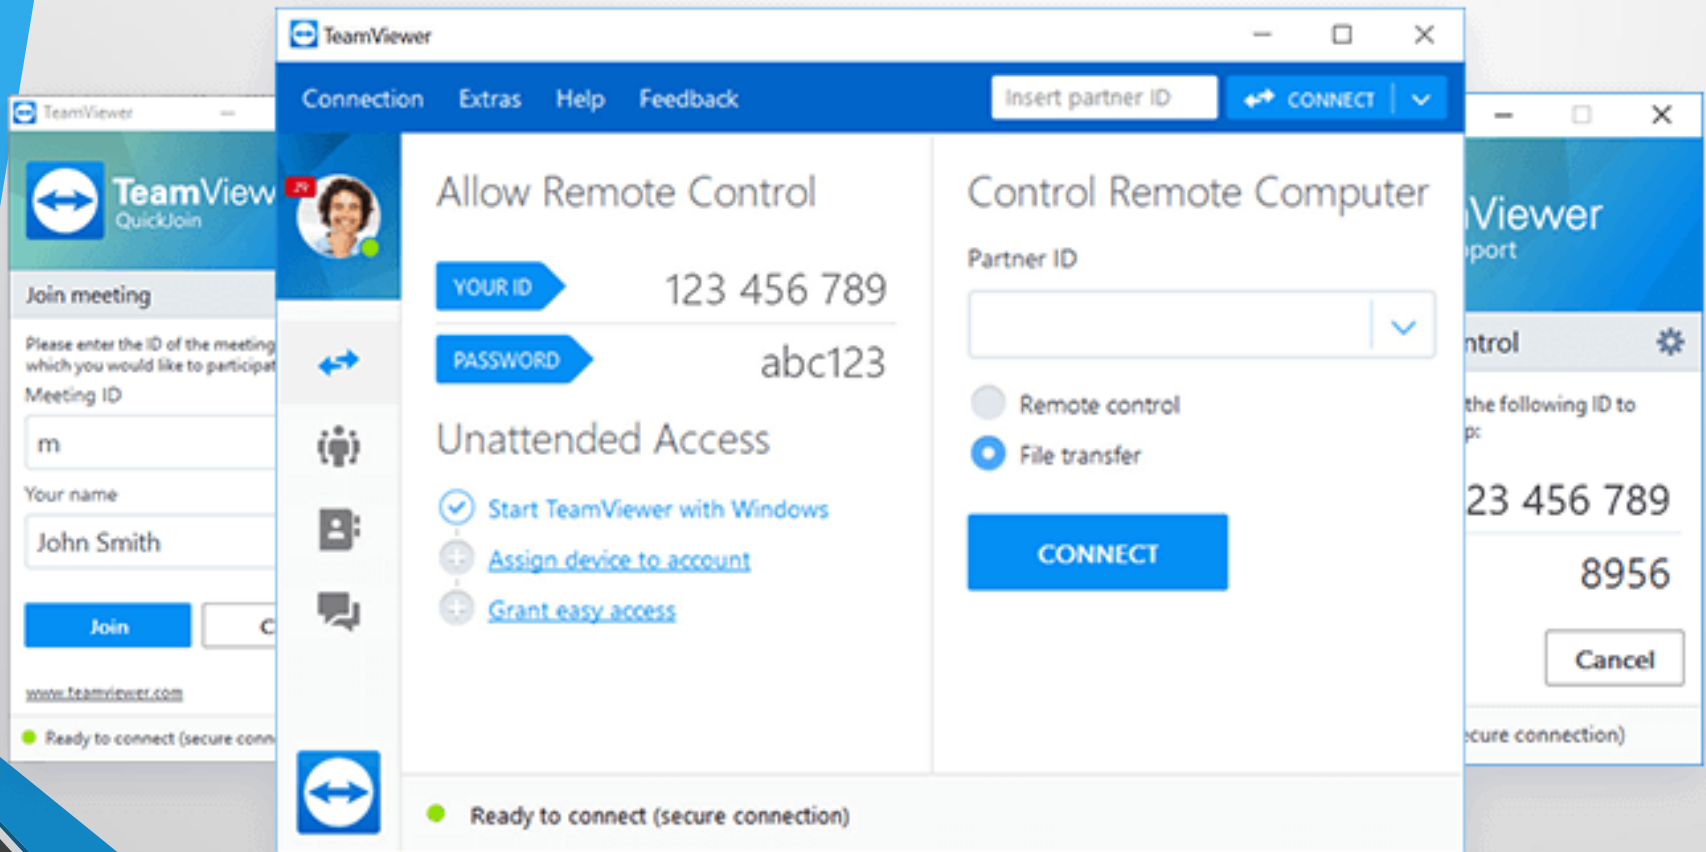 TeamViewer
Connection Extras Help Feedback
Insert partner ID
CONNECT
Allow Remote Control
YOUR ID 123 456 789
PASSWORD abc123
Unattended Access
Start TeamViewer with Windows
Assign device to account
Grant easy access
Control Remote Computer
Partner ID
Remote control
File transfer
CONNECT
Ready to connect (secure connection)
TeamViewer
TeamView
QuickJoin
Join meeting
Please enter the ID of the meeting
which you would like to participat
Meeting ID
m
Your name
John Smith
Join
C
www.teamviewer.com
Ready to connect (secure conn
Viewer
port
ntrol
the following ID to
p:
23 456 789
8956
Cancel
ecure connection)